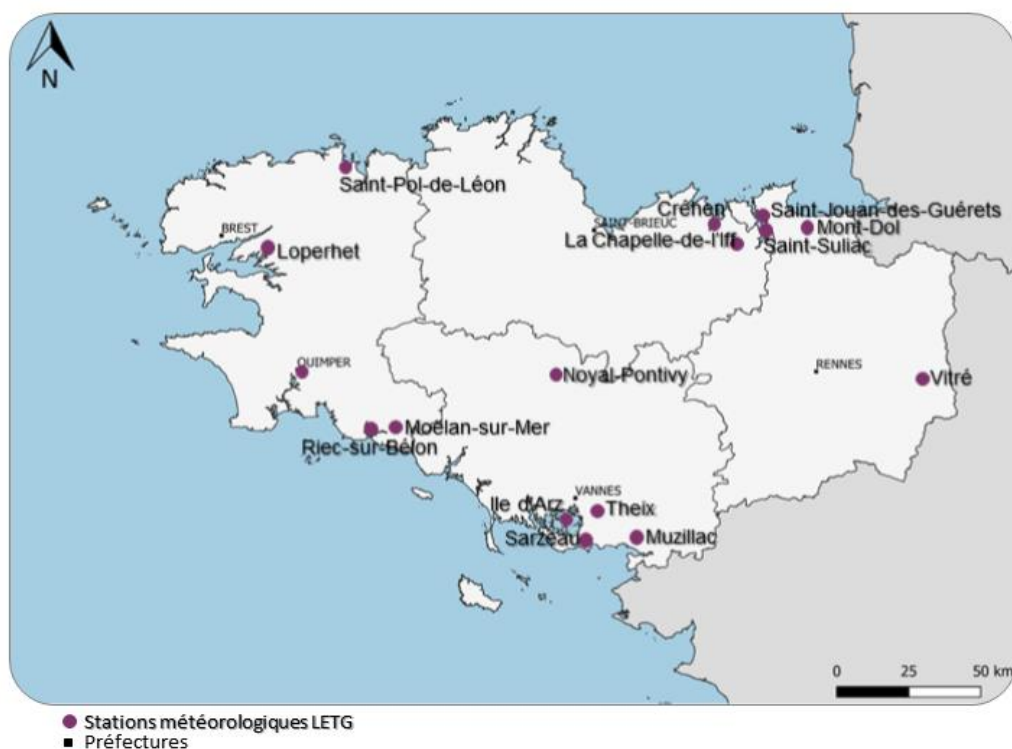 N
Saint-Pol-de-Léon
Créhen
Saint-Jouan-des-Guérets
SAINT-BRIEUC
Mont-Dol
BREST
La Chapelle-de-l'Iff
Saint-Suliac
Loperhet
QUIMPER
Noyal-Pontivy
RENNES
Vitré
Moëlan-sur-Mer
Riec-sur-Bélon
VANNES
Ile d'Arz
Theix
Sarzeau
Muzillac
0 25 50 km
Stations météorologiques LETG
Préfectures